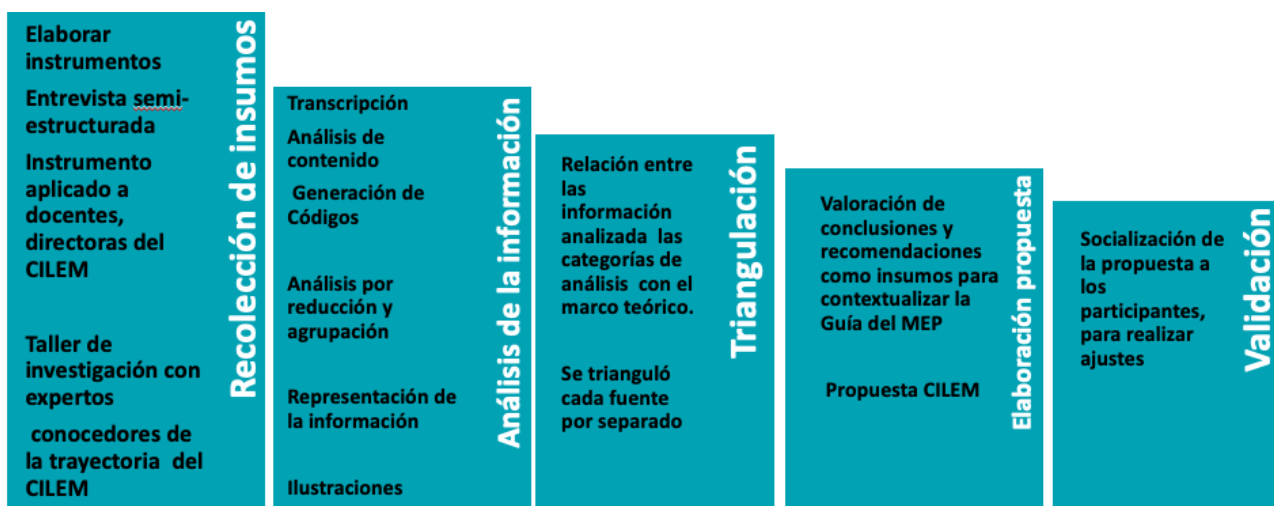 Elaborar
instrumentos
Entrevista semi-
estructurada
Instrumento
aplicado a
docentes,
directoras del
CILEM
Taller de
investigación con
expertos
conocedores de
la trayectoria del
CILEM
Recolección de insumos
Transcripción
Análisis de
contenido
Generación de
Códigos
Análisis por
reducción y
agrupación
Representación de
la información
Ilustraciones
Análisis de la información
Relación entre
las
información
analizada las
categorías de
análisis con el
marco teórico.
Se trianguló
cada fuente
por separado
Triangulación
Valoración de
conclusiones y
recomendaciones
como insumos para
contextualizar la
Guía del MEP
Propuesta CILEM
Elaboración propuesta
Socialización de
la propuesta a
los
participantes,
para realizar
ajustes
Validación